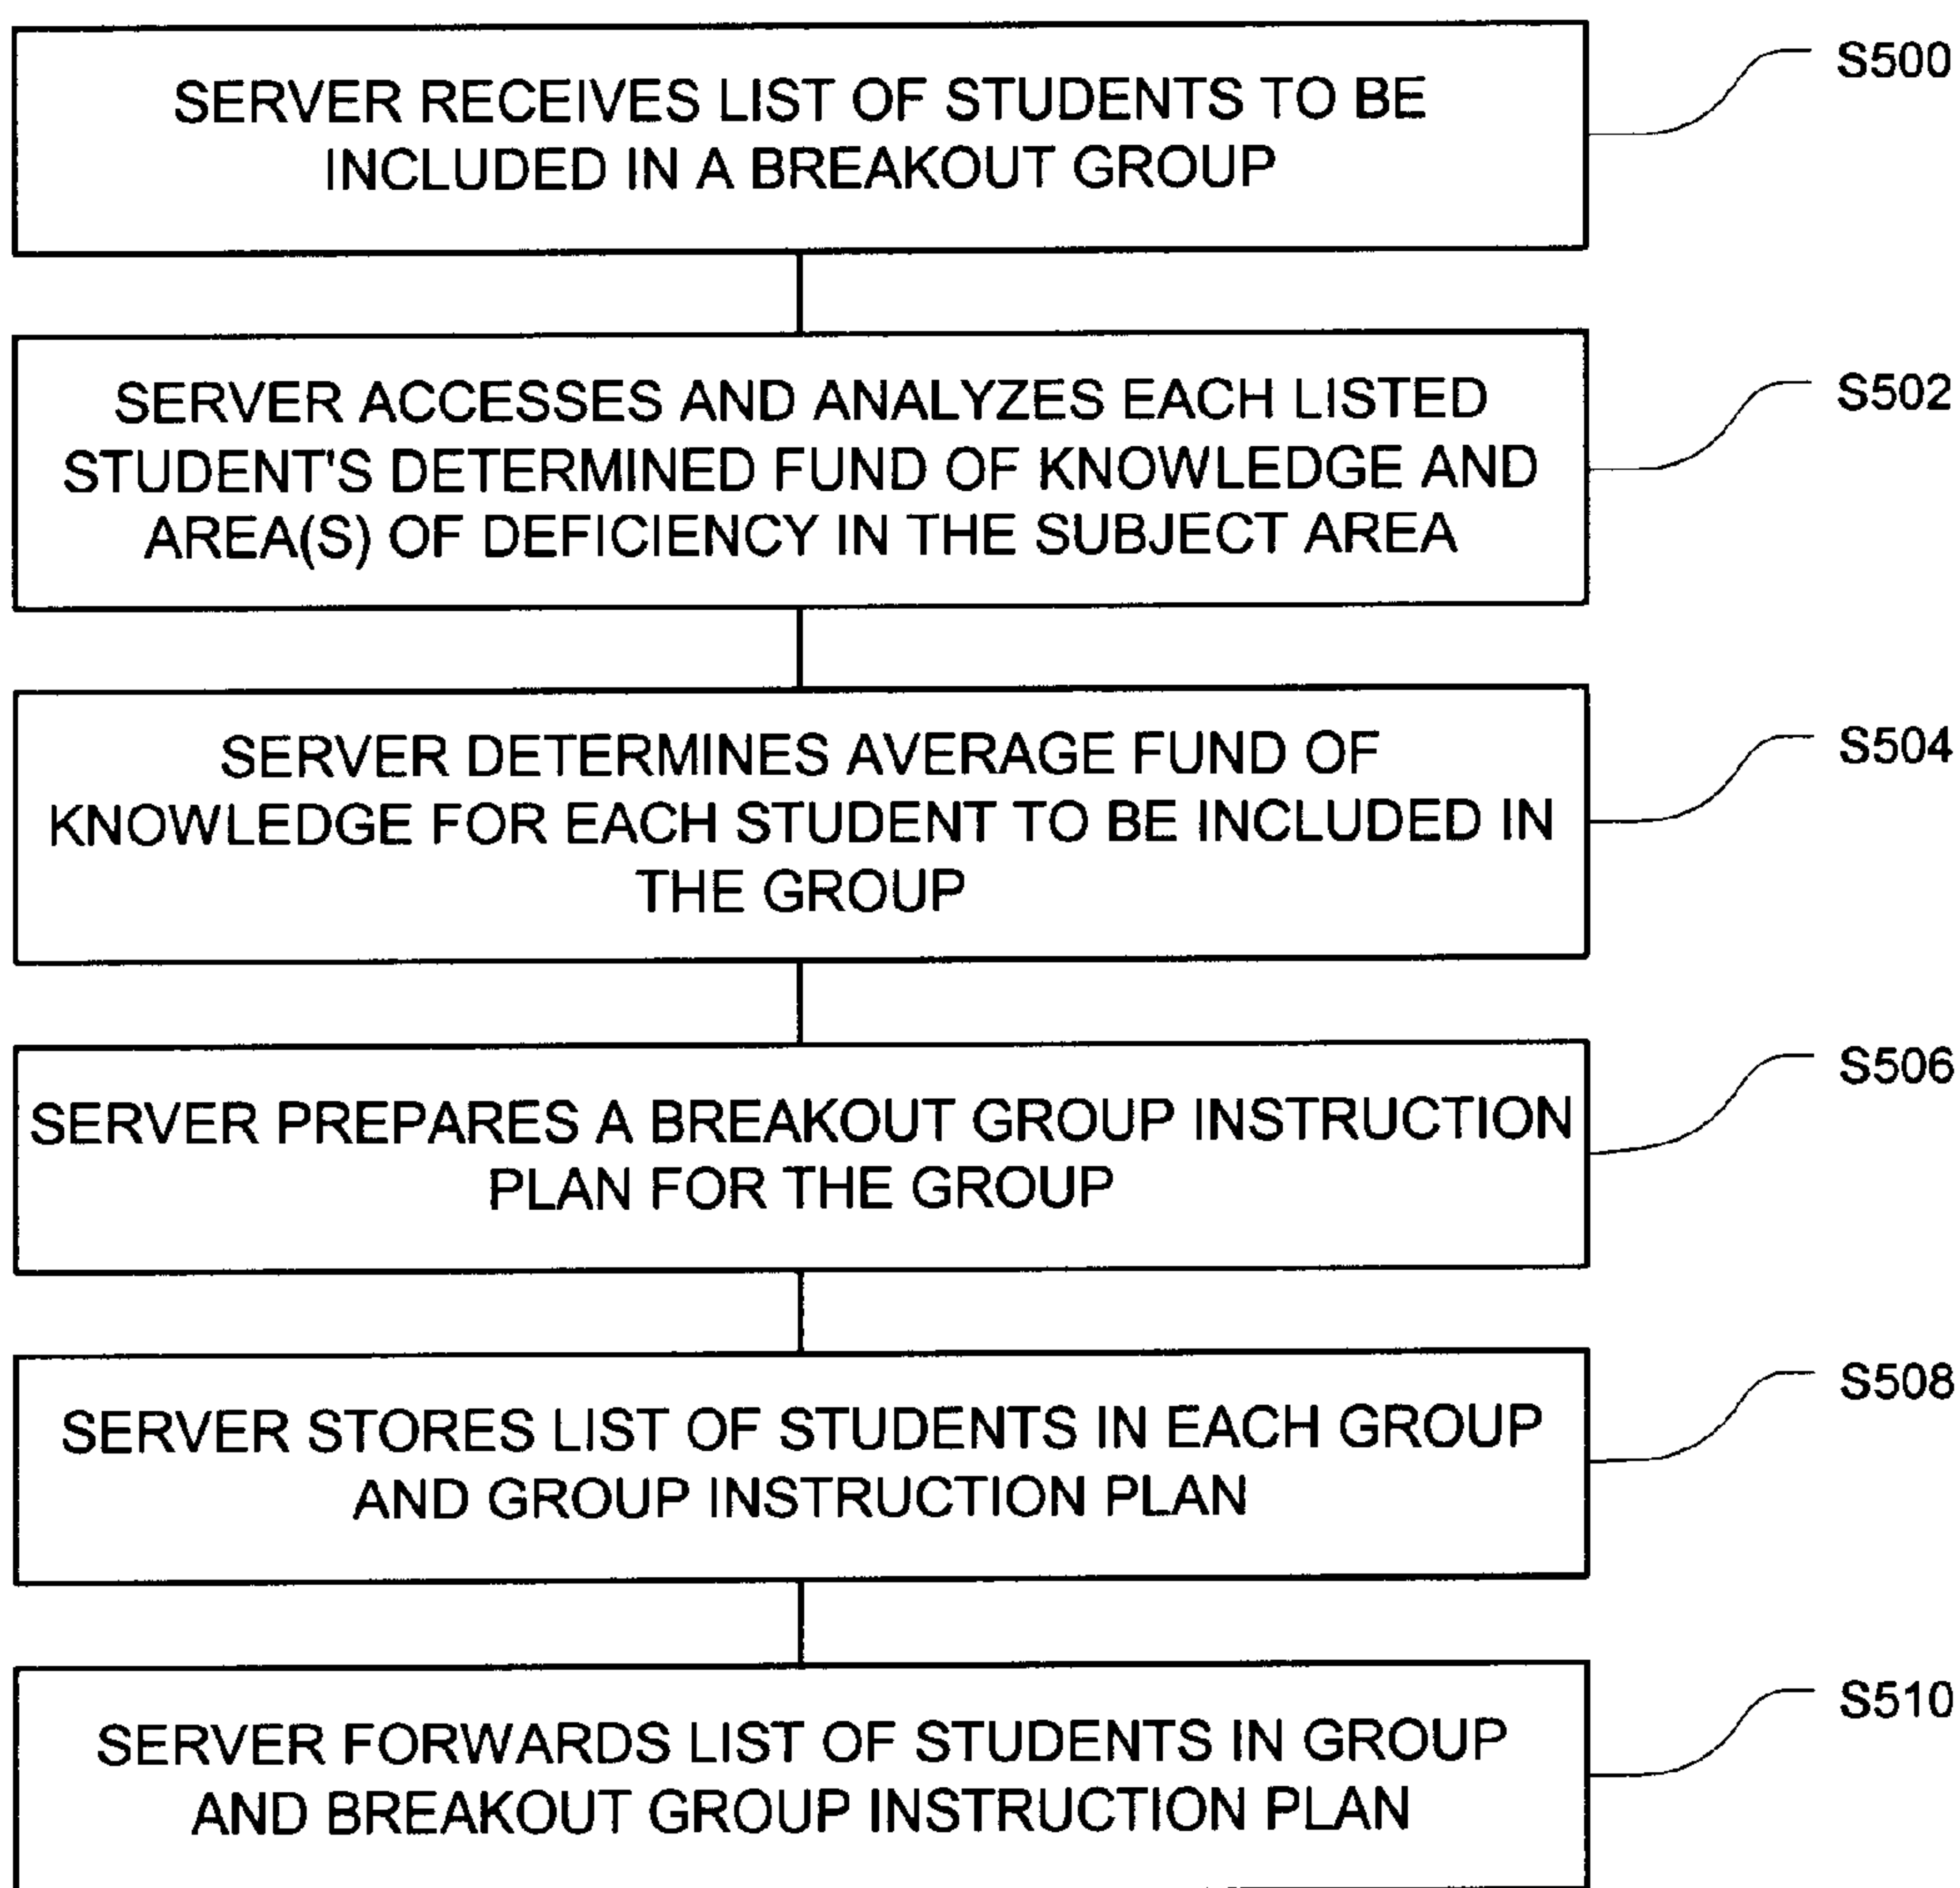 SERVER RECEIVES LIST OF STUDENTS TO BE
INCLUDED IN A BREAKOUT GROUP
S500
SERVER ACCESSES AND ANALYZES EACH LISTED
STUDENT'S DETERMINED FUND OF KNOWLEDGE AND
AREA(S) OF DEFICIENCY IN THE SUBJECT AREA
S502
SERVER DETERMINES AVERAGE FUND OF
KNOWLEDGE FOR EACH STUDENT TO BE INCLUDED IN
THE GROUP
S504
SERVER PREPARES A BREAKOUT GROUP INSTRUCTION
PLAN FOR THE GROUP
S506
SERVER STORES LIST OF STUDENTS IN EACH GROUP
AND GROUP INSTRUCTION PLAN
S508
SERVER FORWARDS LIST OF STUDENTS IN GROUP
AND BREAKOUT GROUP INSTRUCTION PLAN
S510